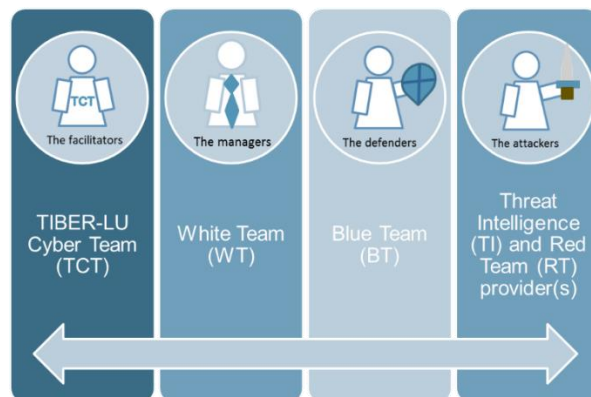 TCT
The facilitators
TIBER-LU
Cyber Team
(TCT)
The managers
White Team
(WT)
The defenders
Blue Team
(BT)
The attackers
Threat
Intelligence
(TI) and Red
Team (RT)
provider(s)